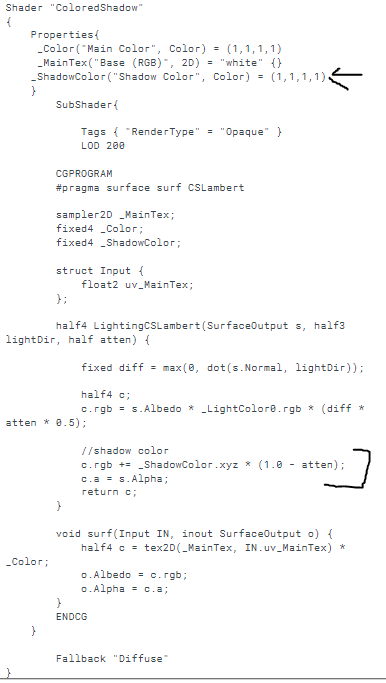 Shader "ColoredShadow"
{
    Properties{
     _Color("Main Color", Color) = (1,1,1,1)
     _MainTex("Base (RGB)", 2D) = "white" {}
    _ShadowColor("Shadow Color", Color) = (1,1,1,1)
    }
        SubShader{
            Tags { "RenderType" = "Opaque" }
            LOD 200
        CGPROGRAM
        #pragma surface surf CSLambert
        sampler2D _MainTex;
        fixed4 _Color;
        fixed4 _ShadowColor;
        struct Input {
            float2 uv_MainTex;
        };
        half4 LightingCSLambert(SurfaceOutput s, half3
lightDir, half atten) {
            fixed diff = max(0, dot(s.Normal, lightDir));
            half4 c;
            c.rgb = s.Albedo * _LightColor0.rgb * (diff *
atten * 0.5);
            //shadow color
            c.rgb += _ShadowColor.xyz * (1.0 - atten);
            c.a = s.Alpha;
            return c;
        }
        void surf(Input IN, inout SurfaceOutput o) {
            half4 c = tex2D(_MainTex, IN.uv_MainTex) *
_Color;
            o.Albedo = c.rgb;
            o.Alpha = c.a;
        }
        ENDCG
    }
        Fallback "Diffuse"
}